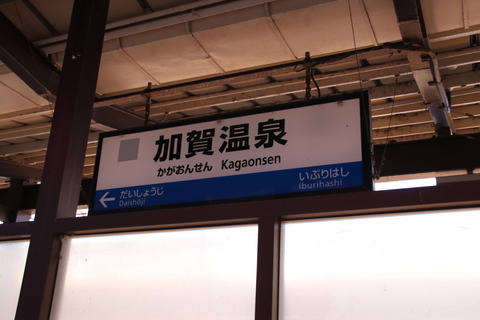 加賀温泉
かがおんせん Kagaonsen
← だいしょうじ いぶりはし
Daishōji Iburihashi